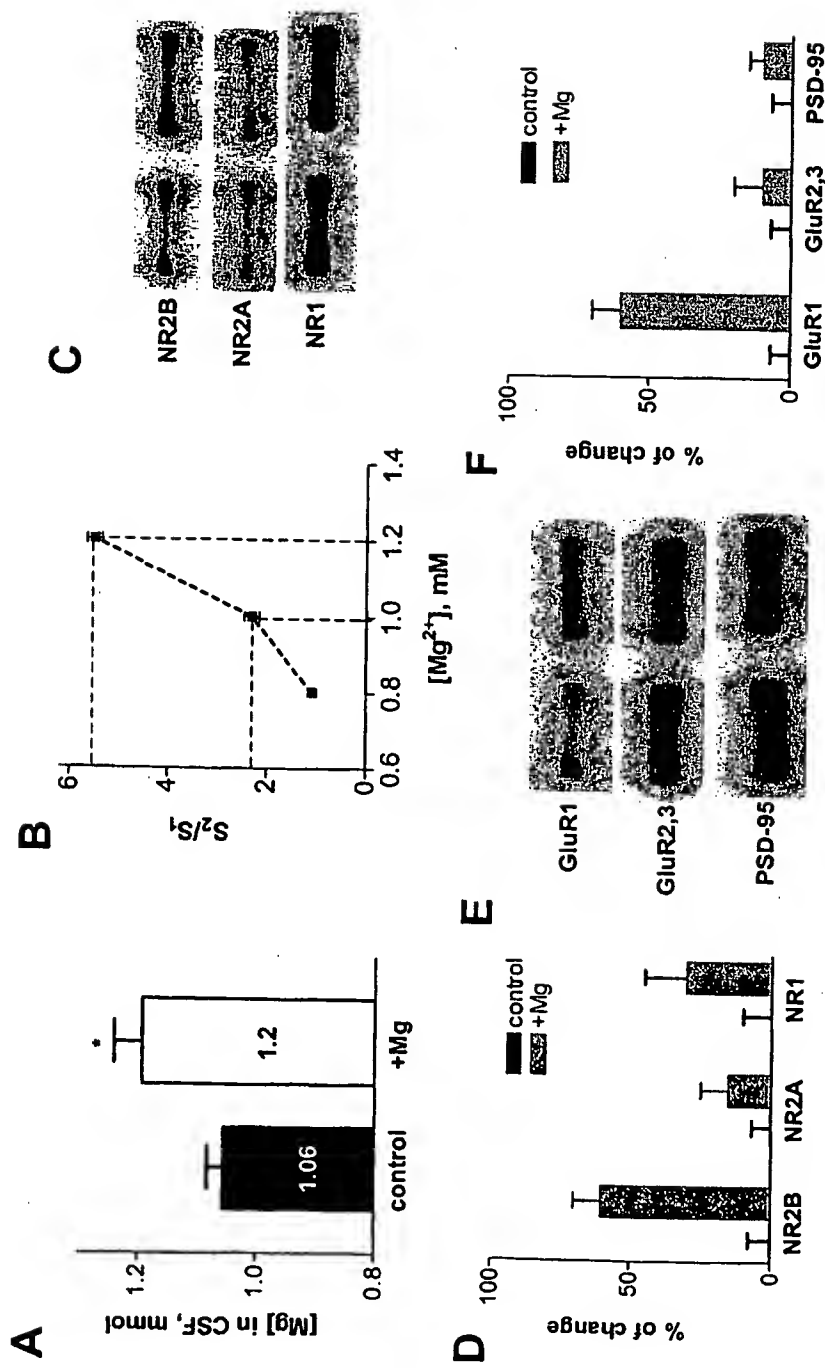 A
[Mg] in CSF, mmol
1.2
1.0
0.8
1.06
1.2
*
control
+Mg
B
S2/S1
6
4
2
0
0.6
0.8
1.0
1.2
1.4
[Mg2+], mM
C
NR2B
NR2A
NR1
D
% of change
100
50
0
control
+Mg
NR2B
NR2A
NR1
E
GluR1
GluR2,3
PSD-95
F
% of change
100
50
0
control
+Mg
GluR1
GluR2,3
PSD-95